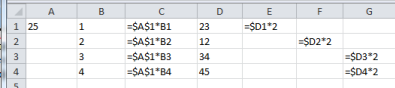 A B C D E F G
1 25 1 =$A$1*B1 23 =$D1*2
2 2 =$A$1*B2 12 =$D2*2
3 3 =$A$1*B3 34 =$D3*2
4 4 =$A$1*B4 45 =$D4*2
5